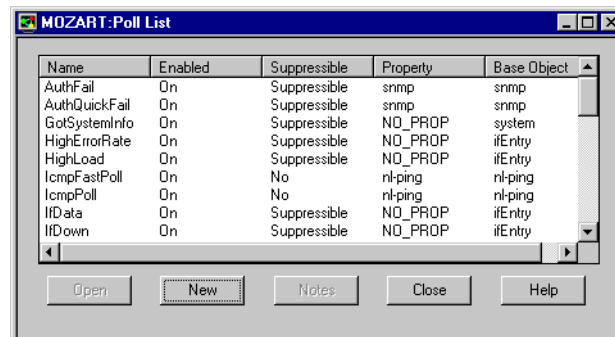 MOZART:Poll List
Name Enabled Suppressible Property Base Object
AuthFail On Suppressible snmp snmp
AuthQuickFail On Suppressible snmp snmp
GotSystemInfo On Suppressible NO_PROP system
HighErrorRate On Suppressible NO_PROP ifEntry
HighLoad On Suppressible NO_PROP ifEntry
IcmpFastPoll On No nl-ping nl-ping
IcmpPoll On No nl-ping nl-ping
IfData On Suppressible NO_PROP ifEntry
IfDown On Suppressible NO_PROP ifEntry
Open New Notes Close Help